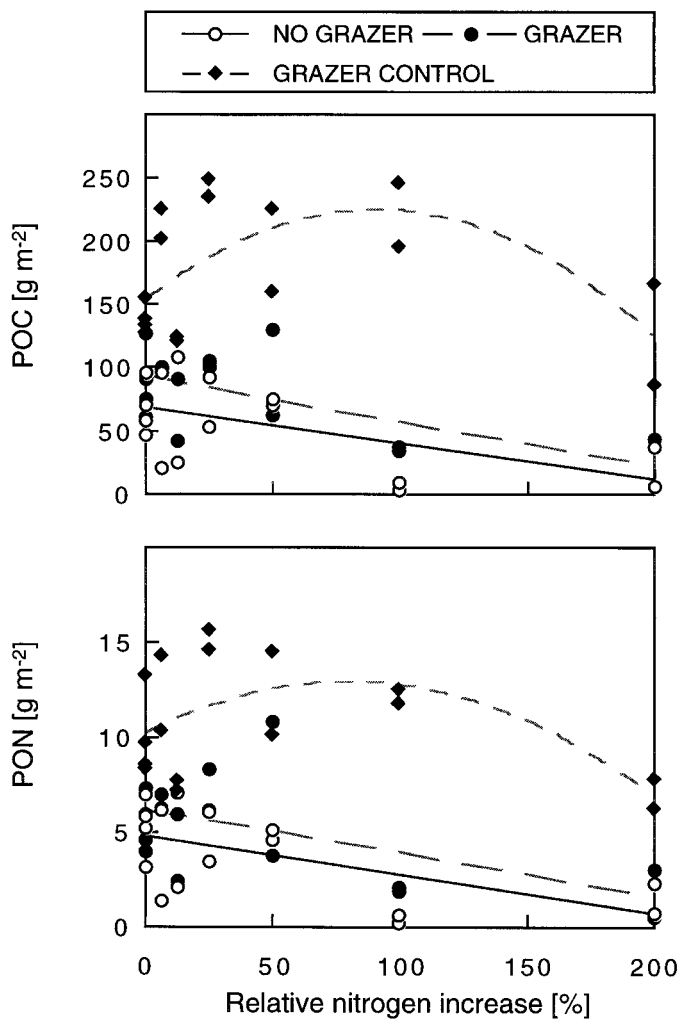 NO GRAZER GRAZER
GRAZER CONTROL
POC [g m-2]
250
200
150
100
50
0
PON [g m-2]
15
10
5
0
0 50 100 150 200
Relative nitrogen increase [%]